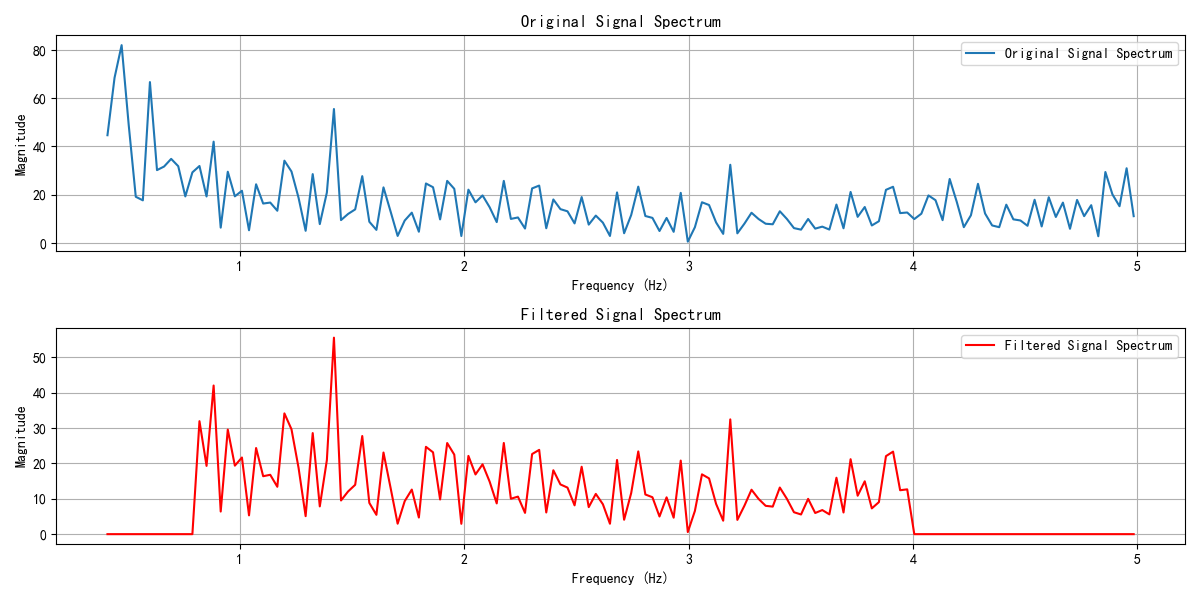 Original Signal Spectrum
Original Signal Spectrum
Magnitude
80
60
40
20
0
1
2
3
4
5
Frequency (Hz)
Filtered Signal Spectrum
Filtered Signal Spectrum
Magnitude
50
40
30
20
10
0
1
2
3
4
5
Frequency (Hz)